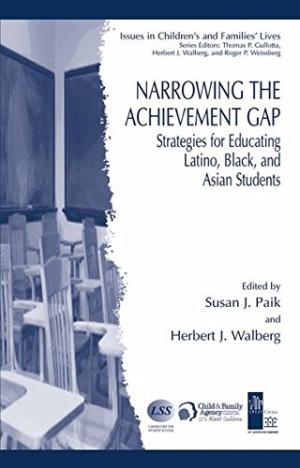 Issues in Children's and Families' Lives
Series Editors: Thomas P. Gullotta,
Herbert J. Walberg, and Roger P. Weissberg
NARROWING THE
ACHIEVEMENT GAP
Strategies for Educating
Latino, Black, and
Asian Students
Edited by
Susan J. Paik
and
Herbert J. Walberg
LSS
Child & Family
Agency